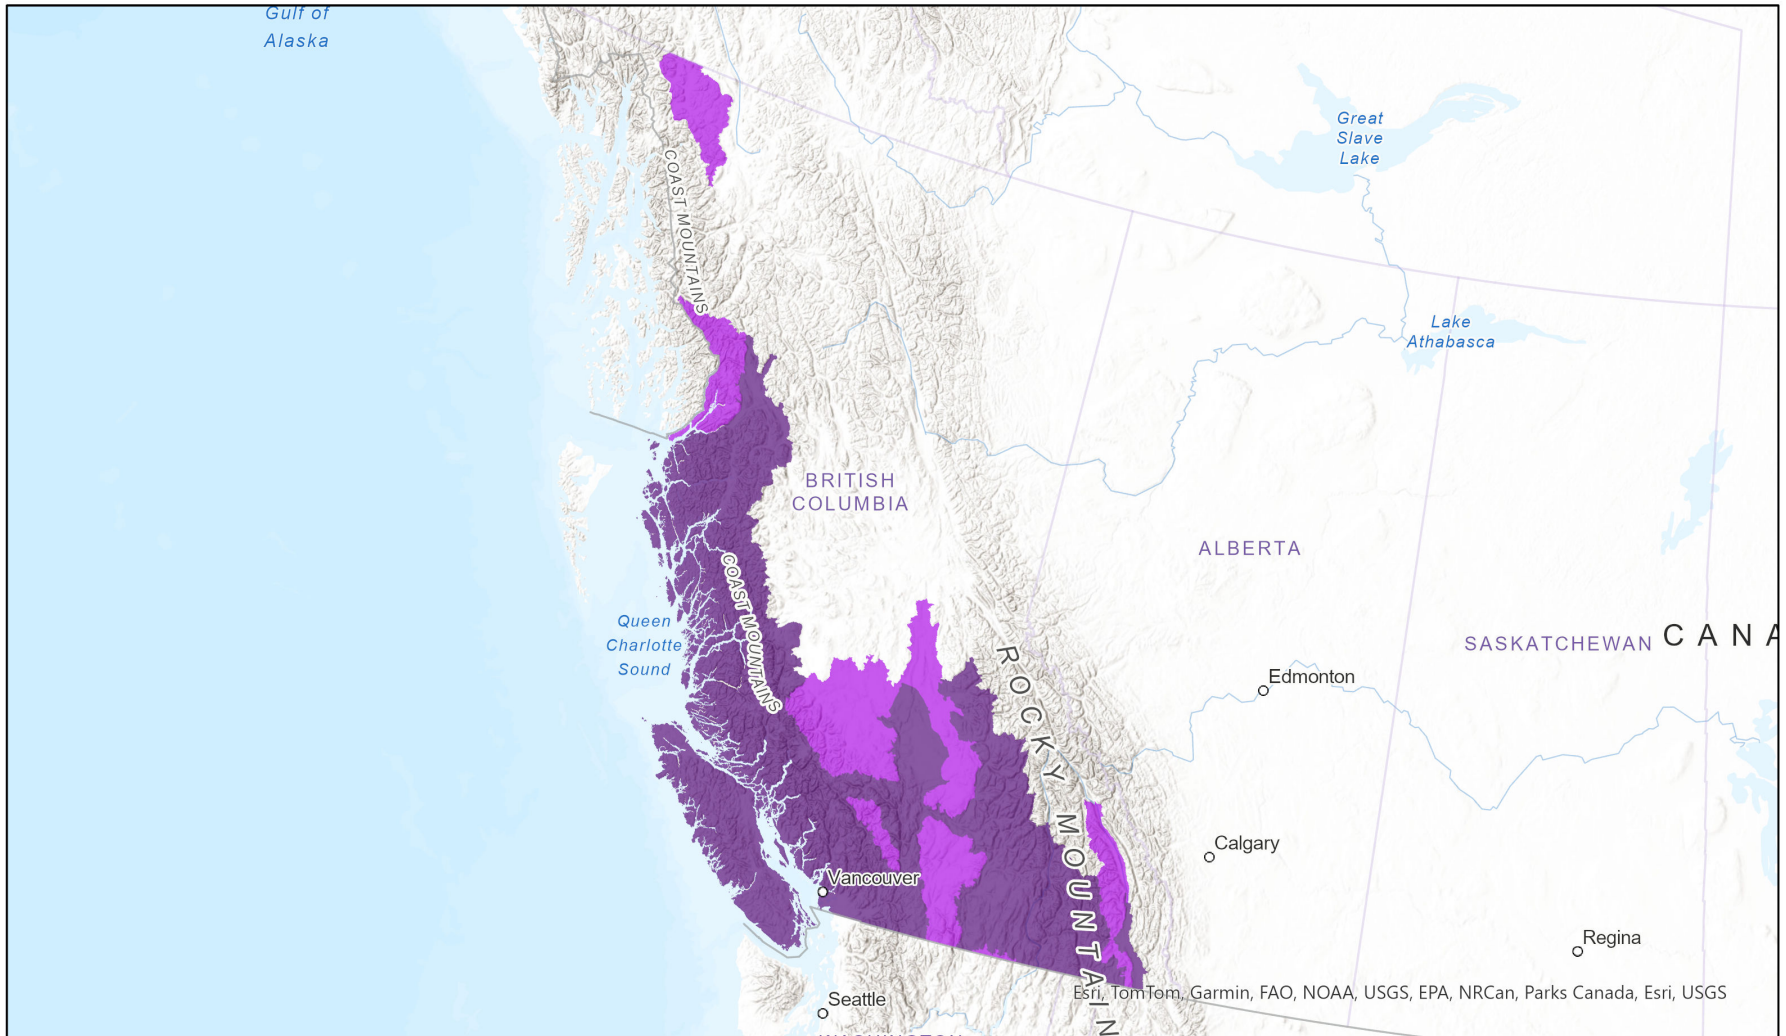 Gulf of
Alaska
Great
Slave
Lake
COAST MOUNTAINS
Lake
Athabasca
BRITISH
COLUMBIA
ALBERTA
COAST MOUNTAINS
Queen
Charlotte
Sound
SASKATCHEWAN
CANA
ROCKY MOUNTAIN
Edmonton
Calgary
Vancouver
Regina
Esri, TomTom, Garmin, FAO, NOAA, USGS, EPA, NRCan, Parks Canada, Esri, USGS
Seattle
WASHINGTON